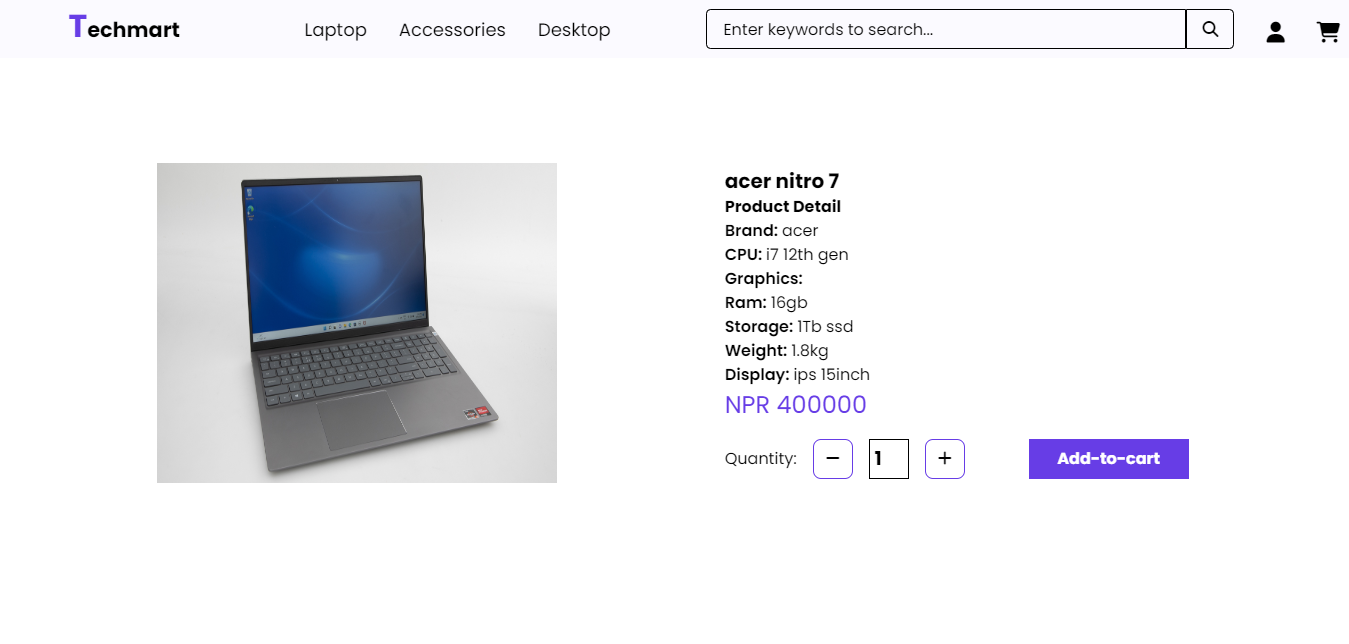 Techmart Laptop Accessories Desktop Enter keywords to search...
acer nitro 7
Product Detail
Brand: acer
CPU: i7 12th gen
Graphics:
Ram: 16gb
Storage: 1Tb ssd
Weight: 1.8kg
Display: ips 15inch
NPR 400000
Quantity: − 1 + Add-to-cart